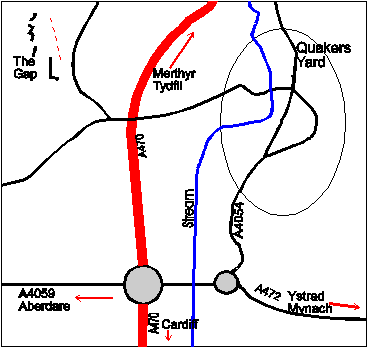 Quakers
Yard
The
Gap
Merthyr
Tydfil
A470
Stream
A4054
A4059
Aberdare
A472
Ystrad
Mynach
A470
Cardiff